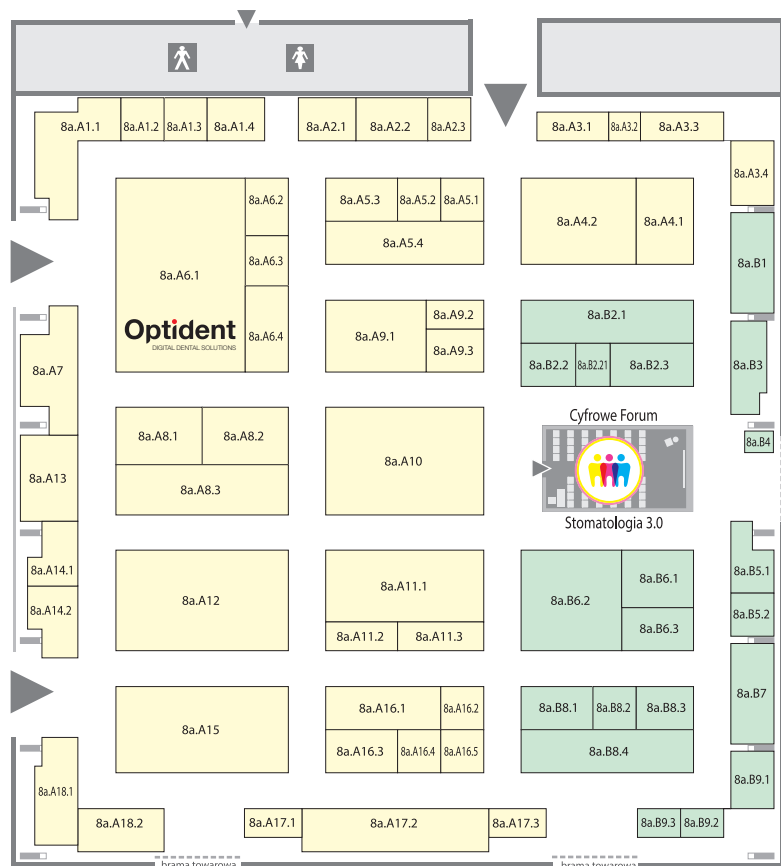 8a.A1.1
8a.A1.2
8a.A1.3
8a.A1.4
8a.A2.1
8a.A2.2
8a.A2.3
8a.A3.1
8a.A3.2
8a.A3.3
8a.A3.4
8a.A6.1
8a.A6.2
8a.A6.3
8a.A6.4
Optident
DIGITAL DENTAL SOLUTIONS
8a.A5.3
8a.A5.2
8a.A5.1
8a.A5.4
8a.A4.2
8a.A4.1
8a.B1
8a.A9.1
8a.A9.2
8a.A9.3
8a.B2.1
8a.B2.2
8a.B2.21
8a.B2.3
8a.B3
8a.A7
8a.A8.1
8a.A8.2
8a.A8.3
8a.A10
Cyfrowe Forum
Stomatologia 3.0
8a.B4
8a.A13
8a.A14.1
8a.A14.2
8a.A12
8a.A11.1
8a.A11.2
8a.A11.3
8a.B6.2
8a.B6.1
8a.B6.3
8a.B5.1
8a.B5.2
8a.A15
8a.A16.1
8a.A16.2
8a.A16.3
8a.A16.4
8a.A16.5
8a.B8.1
8a.B8.2
8a.B8.3
8a.B8.4
8a.B7
8a.B9.1
8a.A18.1
8a.A18.2
8a.A17.1
8a.A17.2
8a.A17.3
8a.B9.3
8a.B9.2
brama towarowa
brama towarowa